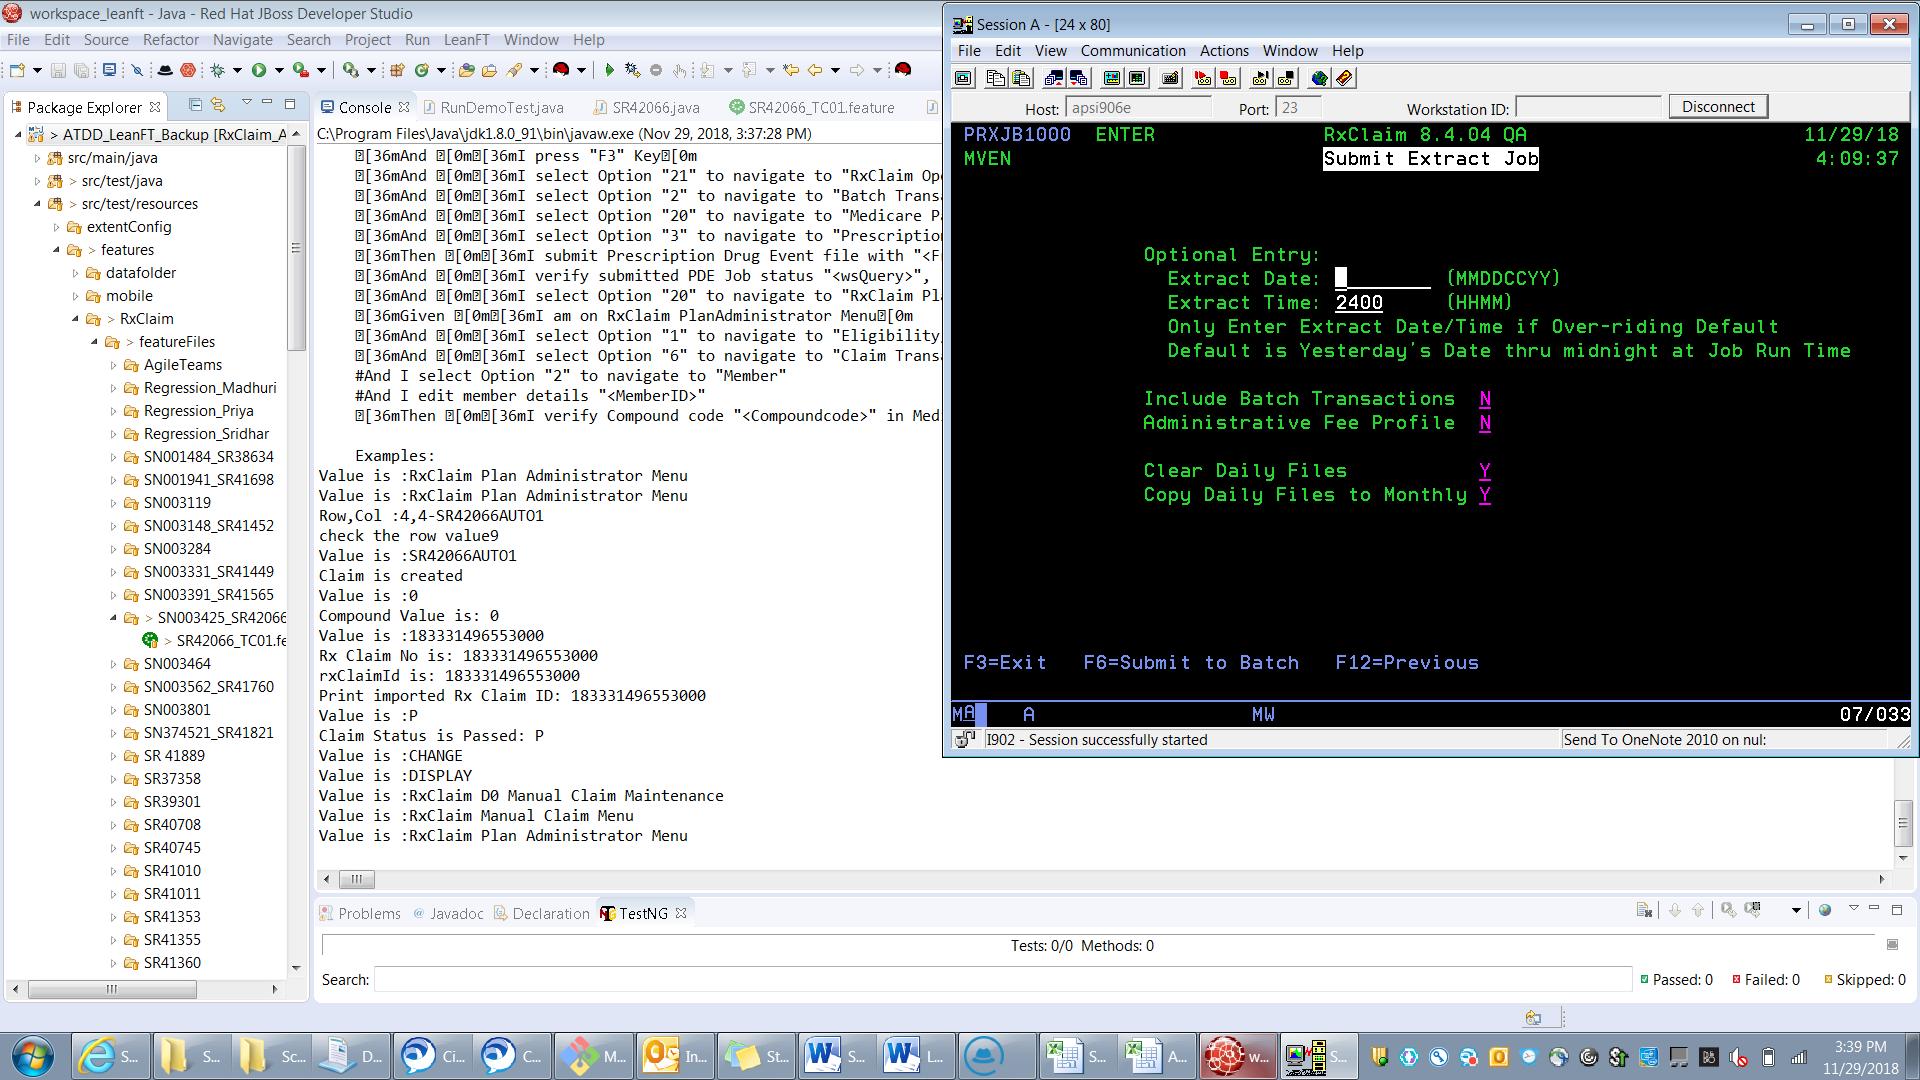 workspace_leanft - Java - Red Hat JBoss Developer Studio
File Edit Source Refactor Navigate Search Project Run LeanFT Window Help
Package Explorer
> ATDD_LeanFT_Backup [RxClaim_A
src/main/java
> src/test/java
> src/test/resources
extentConfig
> features
datafolder
mobile
> RxClaim
> featureFiles
AgileTeams
Regression_Madhuri
Regression_Priya
Regression_Sridhar
SN001484_SR38634
SN001941_SR41698
SN003119
SN003148_SR41452
SN003284
SN003331_SR41449
SN003391_SR41565
> SN003425_SR42066
> SR42066_TC01.fe
SN003464
SN003562_SR41760
SN003801
SN374521_SR41821
SR 41889
SR37358
SR39301
SR40708
SR40745
SR41010
SR41011
SR41353
SR41355
SR41360
Console RunDemoTest.java SR42066.java SR42066_TC01.feature
C:\Program Files\Java\jdk1.8.0_91\bin\javaw.exe (Nov 29, 2018, 3:37:28 PM)
[36mAnd [0m[36mI press "F3" Key[0m
[36mAnd [0m[36mI select Option "21" to navigate to "RxClaim Op
[36mAnd [0m[36mI select Option "2" to navigate to "Batch Trans
[36mAnd [0m[36mI select Option "20" to navigate to "Medicare P
[36mAnd [0m[36mI select Option "3" to navigate to "Prescription
[36mThen [0m[36mI submit Prescription Drug Event file with "<F
[36mAnd [0m[36mI verify submitted PDE Job status "<wsQuery>",
[36mAnd [0m[36mI select Option "20" to navigate to "RxClaim Pl
[36mGiven [0m[36mI am on RxClaim PlanAdministrator Menu[0m
[36mAnd [0m[36mI select Option "1" to navigate to "Eligibility
[36mAnd [0m[36mI select Option "6" to navigate to "Claim Trans
#And I select Option "2" to navigate to "Member"
#And I edit member details "<MemberID>"
[36mThen [0m[36mI verify Compound code "<Compoundcode>" in Med
Examples:
Value is :RxClaim Plan Administrator Menu
Value is :RxClaim Plan Administrator Menu
Row,Col :4,4-SR42066AUTO1
check the row value9
Value is :SR42066AUTO1
Claim is created
Value is :0
Compound Value is: 0
Value is :183331496553000
Rx Claim No is: 183331496553000
rxClaimId is: 183331496553000
Print imported Rx Claim ID: 183331496553000
Value is :P
Claim Status is Passed: P
Value is :CHANGE
Value is :DISPLAY
Value is :RxClaim D0 Manual Claim Maintenance
Value is :RxClaim Manual Claim Menu
Value is :RxClaim Plan Administrator Menu
Problems @ Javadoc Declaration TestNG
Tests: 0/0 Methods: 0
Search: Passed: 0 Failed: 0 Skipped: 0
Session A - [24 x 80]
File Edit View Communication Actions Window Help
Host: apsi906e Port: 23 Workstation ID: Disconnect
PRXJB1000 ENTER RxClaim 8.4.04 QA 11/29/18
MVEN Submit Extract Job 4:09:37
Optional Entry:
Extract Date: (MMDDCCYY)
Extract Time: 2400 (HHMM)
Only Enter Extract Date/Time if Over-riding Default
Default is Yesterday's Date thru midnight at Job Run Time
Include Batch Transactions N
Administrative Fee Profile N
Clear Daily Files Y
Copy Daily Files to Monthly Y
F3=Exit F6=Submit to Batch F12=Previous
MA A MW 07/033
I902 - Session successfully started Send To OneNote 2010 on nul:
S... S... Sc... D... Ci... C... M... In... St... S... L... S... A... w... S...
3:39 PM
11/29/2018